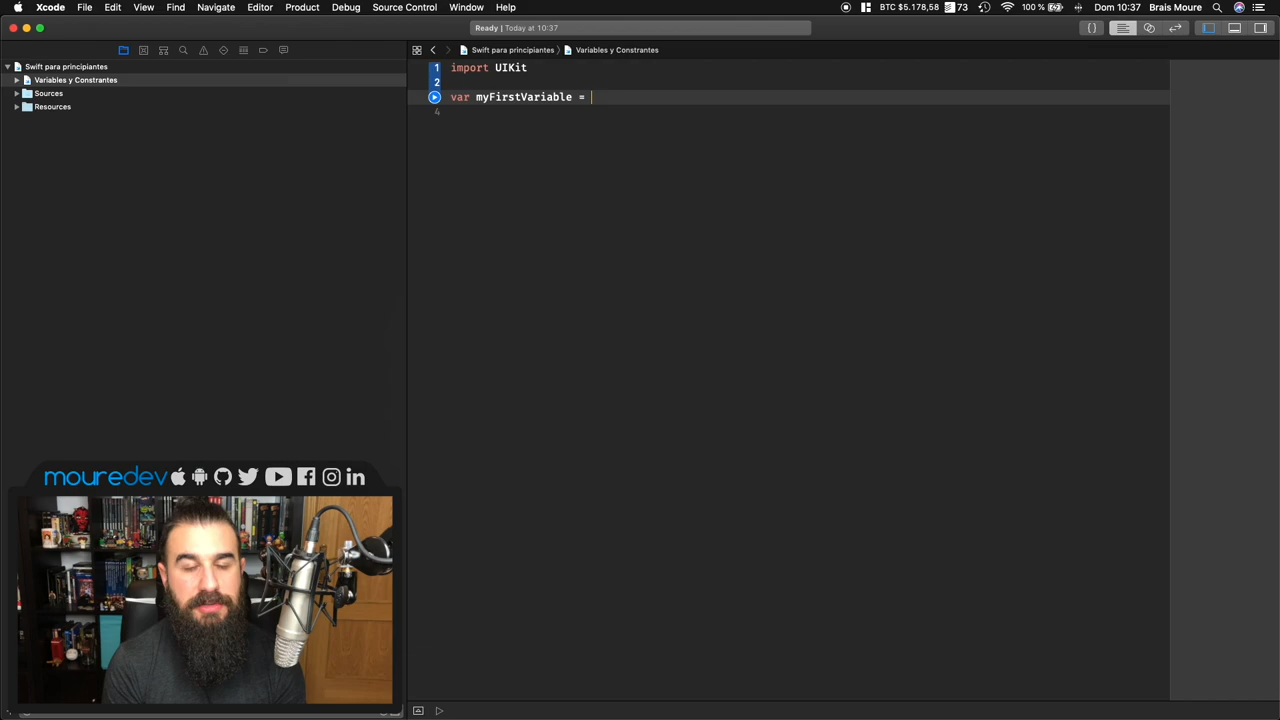 Xcode File Edit View Find Navigate Editor Product Debug Source Control Window Help BTC $.5.178,58 73 100 % Dom 10:37 Brais Moure
Ready | Today at 10:37
Swift para principiantes
Variables y Constrantes
Sources
Resources
Swift para principiantes Variables y Constrantes
1 import UIKit
2
var myFirstVariable =
4
mouredev